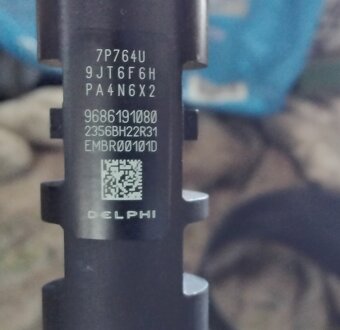 7P764U
9JT6F6H
PA4N6X2
9686191080
2356BH22R31
EMBR00101D
DELPHI